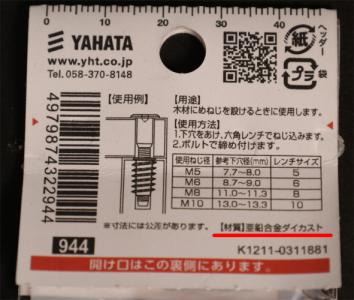 10 20 30 40
YAHATA
www.yht.co.jp
Tel.058-370-8148
紙
ヘッダー
プラ
袋
4979874322944
【使用例】
【用途】
木材にめねじを設けるときに使用します。
【使用方法】
1.下穴をあけ、六角レンチでねじ込みます。
2.ボルトで締め付けます。
使用ねじ径 参考下穴径(mm) レンチサイズ
M5 7.7~8.0 5
M6 8.7~9.0 6
M8 11.0~11.3 8
M10 13.0~13.3 10
※寸法には公差があります。
【材質】亜鉛合金ダイカスト
944
K1211-0311881
開け口はこの裏側にあります。